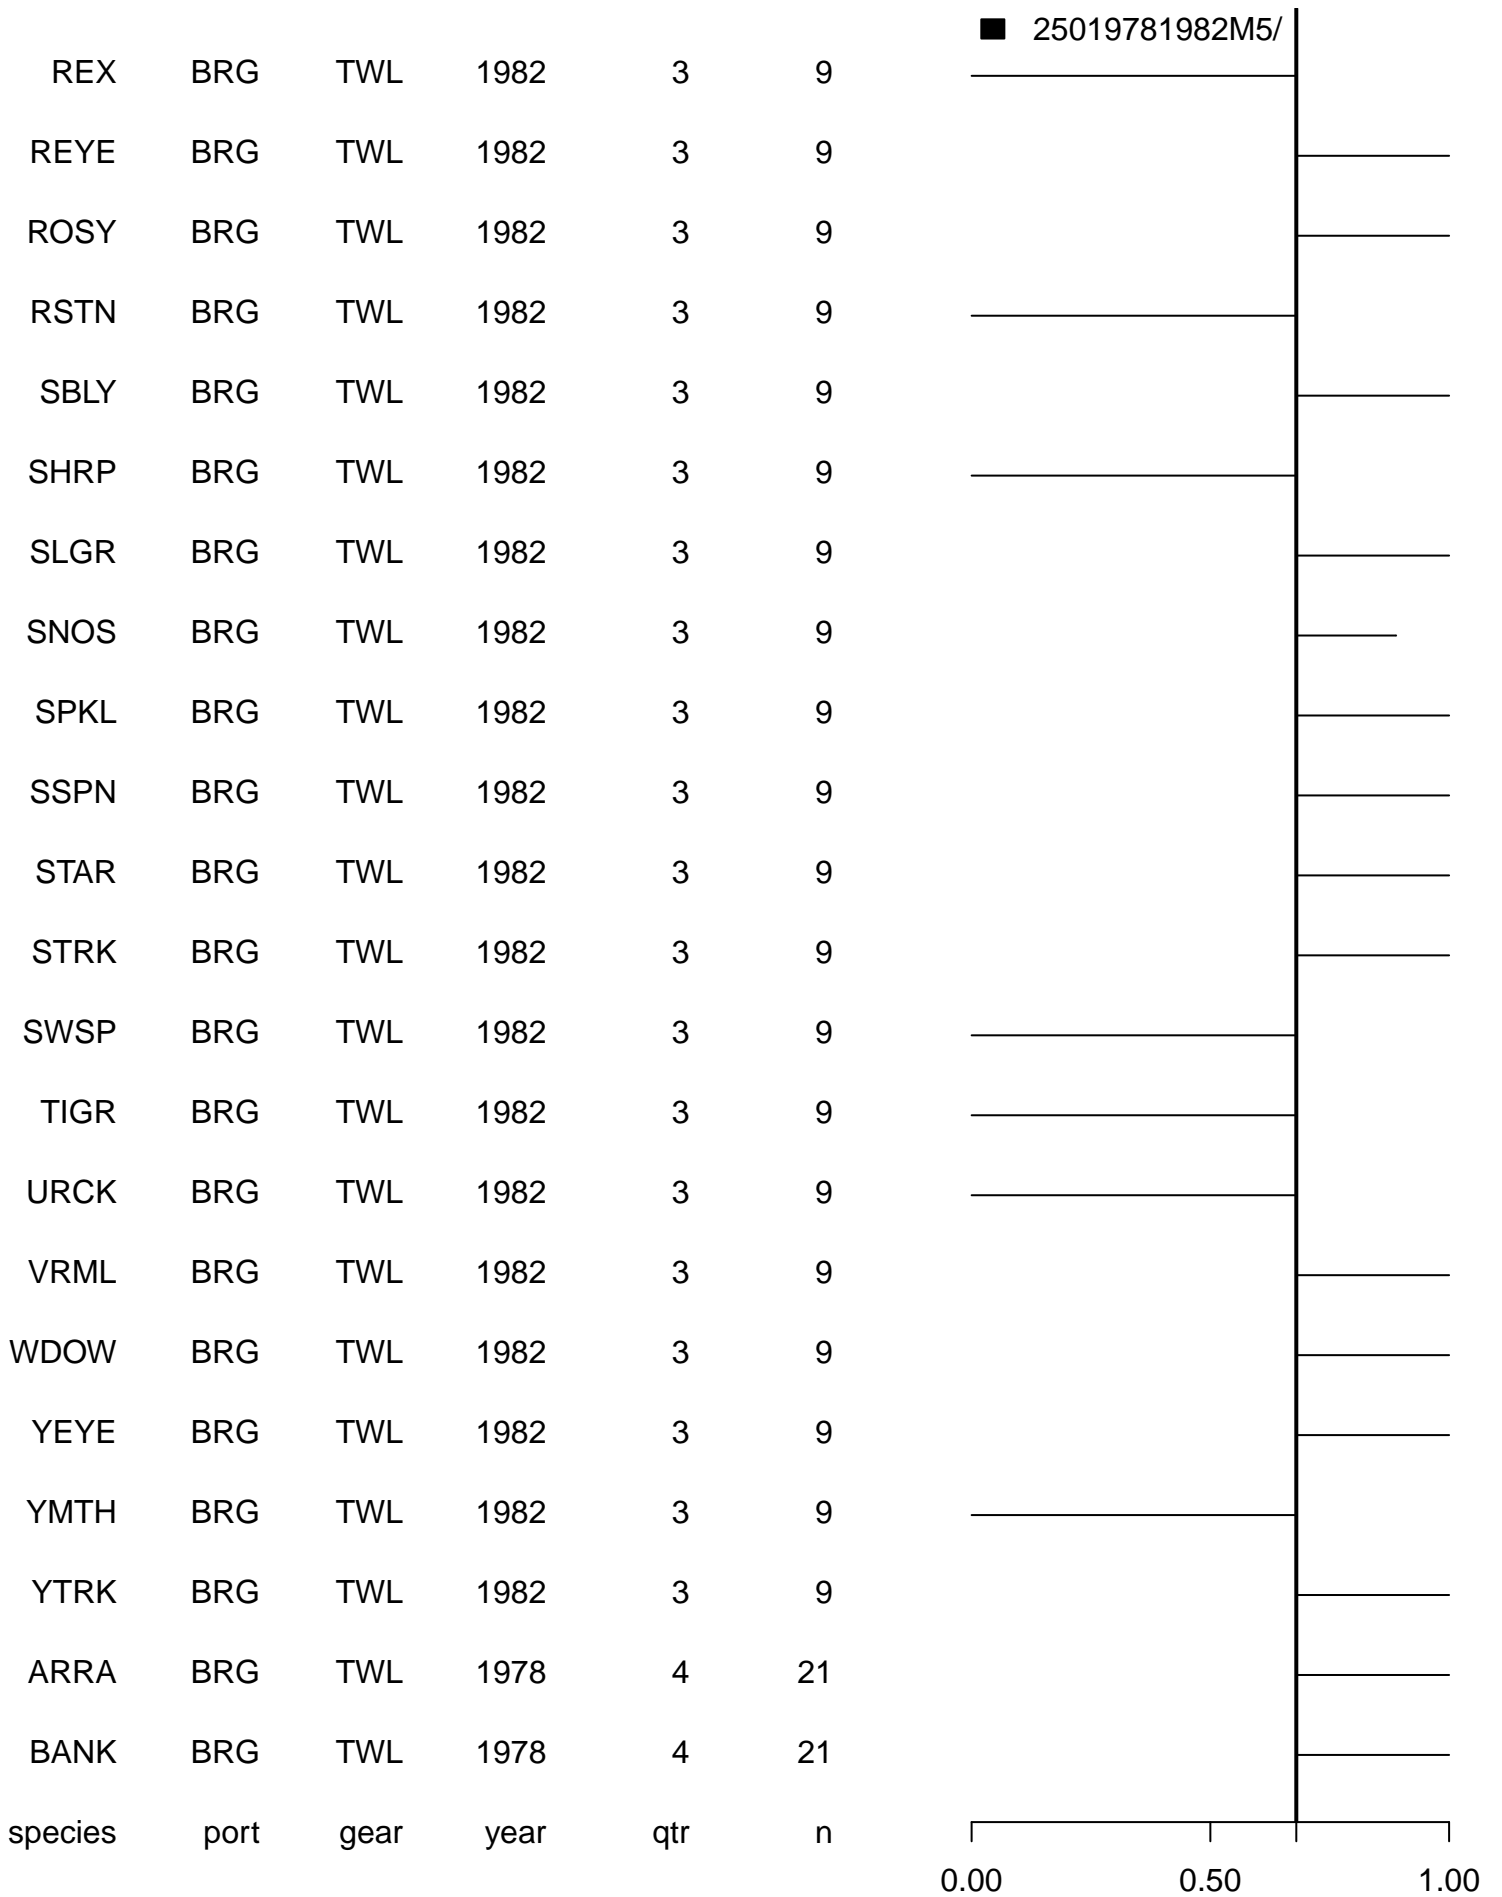 25019781982M5/
REX BRG TWL 1982 3 9
REYE BRG TWL 1982 3 9
ROSY BRG TWL 1982 3 9
RSTN BRG TWL 1982 3 9
SBLY BRG TWL 1982 3 9
SHRP BRG TWL 1982 3 9
SLGR BRG TWL 1982 3 9
SNOS BRG TWL 1982 3 9
SPKL BRG TWL 1982 3 9
SSPN BRG TWL 1982 3 9
STAR BRG TWL 1982 3 9
STRK BRG TWL 1982 3 9
SWSP BRG TWL 1982 3 9
TIGR BRG TWL 1982 3 9
URCK BRG TWL 1982 3 9
VRML BRG TWL 1982 3 9
WDOW BRG TWL 1982 3 9
YEYE BRG TWL 1982 3 9
YMTH BRG TWL 1982 3 9
YTRK BRG TWL 1982 3 9
ARRA BRG TWL 1978 4 21
BANK BRG TWL 1978 4 21
species port gear year qtr n
0.00 0.50 1.00